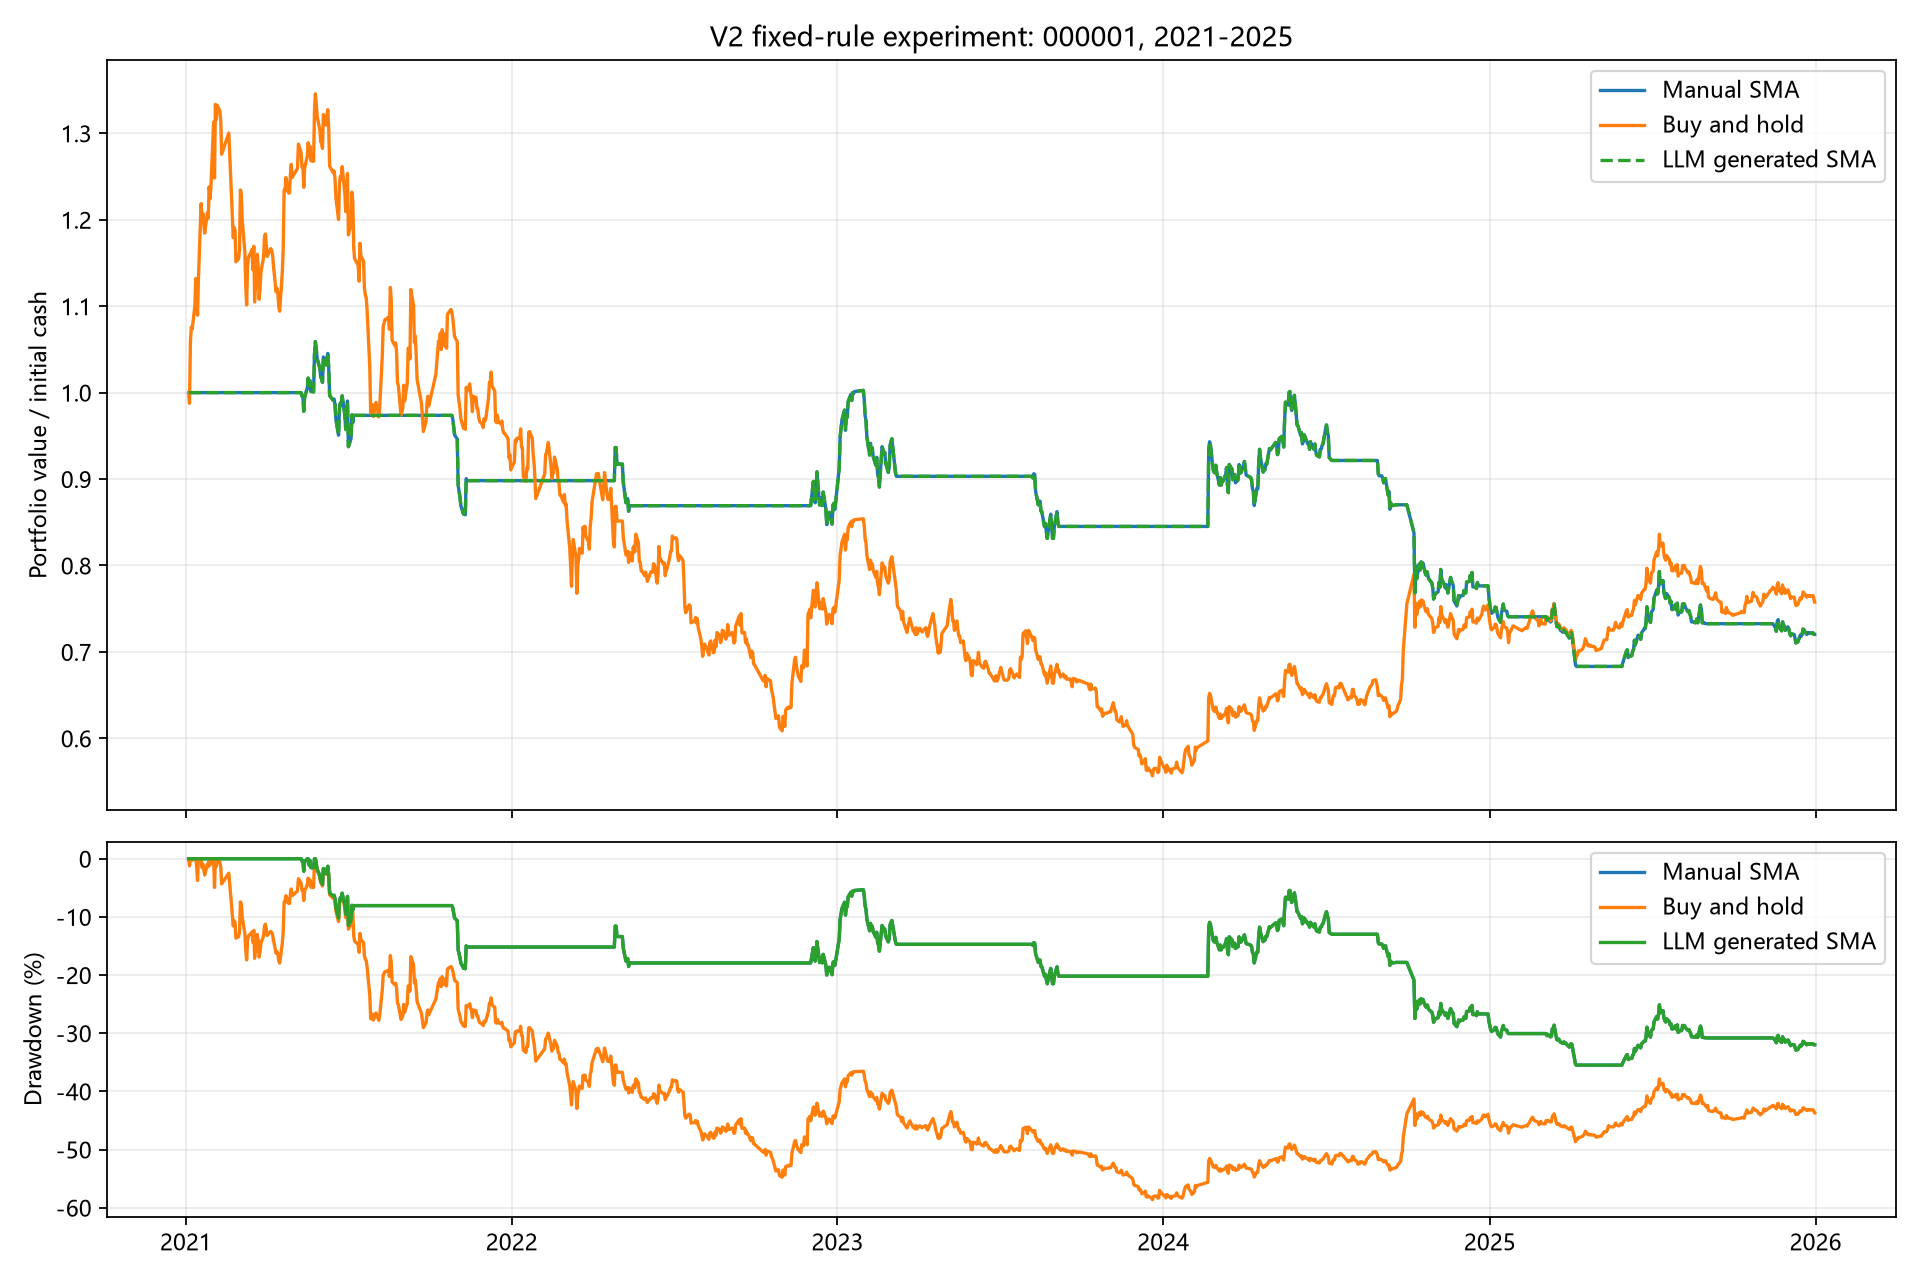 V2 fixed-rule experiment: 000001, 2021-2025
Manual SMA
Buy and hold
LLM generated SMA
Portfolio value / initial cash
1.3
1.2
1.1
1.0
0.9
0.8
0.7
0.6
Manual SMA
Buy and hold
LLM generated SMA
Drawdown (%)
0
-10
-20
-30
-40
-50
-60
2021
2022
2023
2024
2025
2026